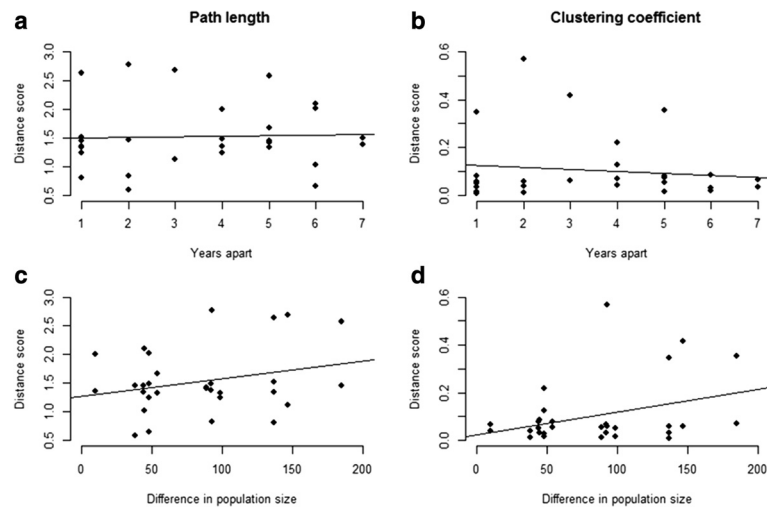 a
Path length
b
Clustering coefficient
Distance score
3.0
2.5
2.0
1.5
1.0
0.5
1 2 3 4 5 6 7
Years apart
Distance score
0.6
0.4
0.2
0.0
1 2 3 4 5 6 7
Years apart
c
Distance score
3.0
2.5
2.0
1.5
1.0
0.5
0 50 100 150 200
Difference in population size
d
Distance score
0.6
0.4
0.2
0.0
0 50 100 150 200
Difference in population size